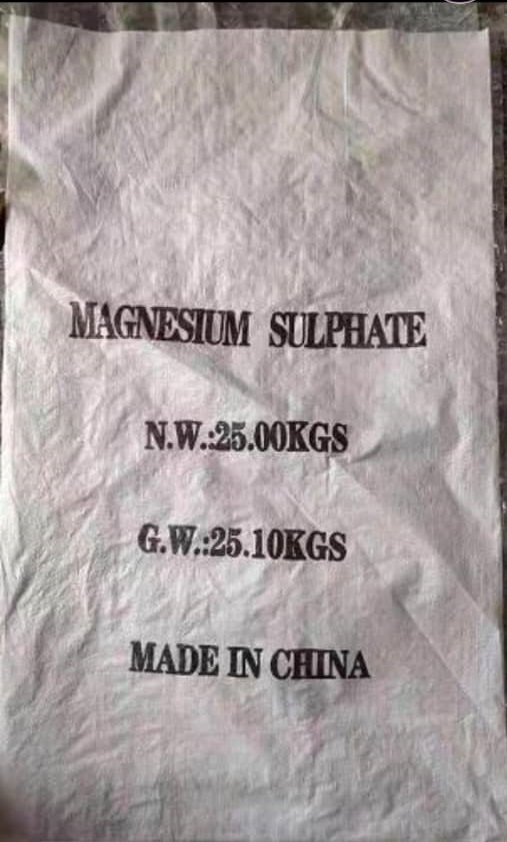 MAGNESIUM SULPHATE
N.W.:25.00KGS
G.W.:25.10KGS
MADE IN CHINA